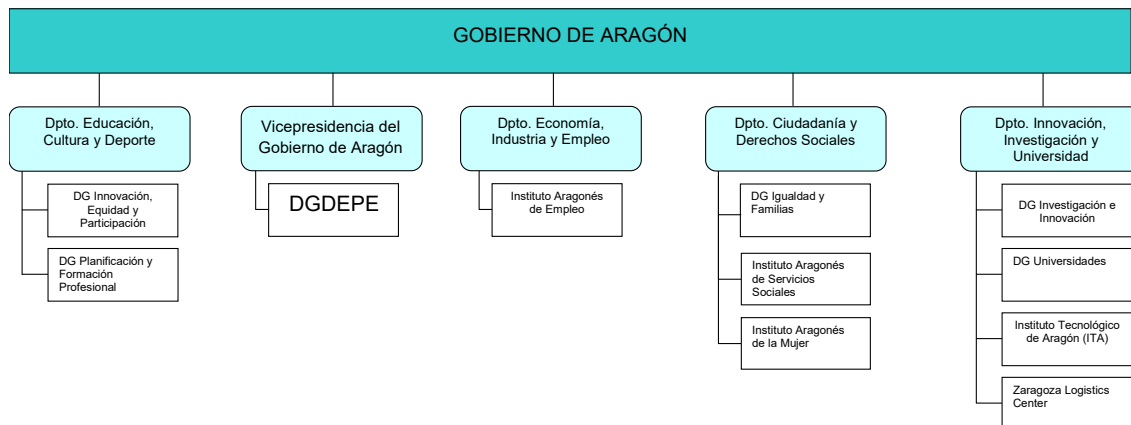 GOBIERNO DE ARAGÓN
Dpto. Educación,
Cultura y Deporte
Vicepresidencia del
Gobierno de Aragón
Dpto. Economía,
Industria y Empleo
Dpto. Ciudadanía y
Derechos Sociales
Dpto. Innovación,
Investigación y
Universidad
DG Innovación,
Equidad y
Participación
DG Planificación y
Formación
Profesional
DGDEPE
Instituto Aragonés
de Empleo
DG Igualdad y
Familias
Instituto Aragonés
de Servicios
Sociales
Instituto Aragonés
de la Mujer
DG Investigación e
Innovación
DG Universidades
Instituto Tecnológico
de Aragón (ITA)
Zaragoza Logistics
Center